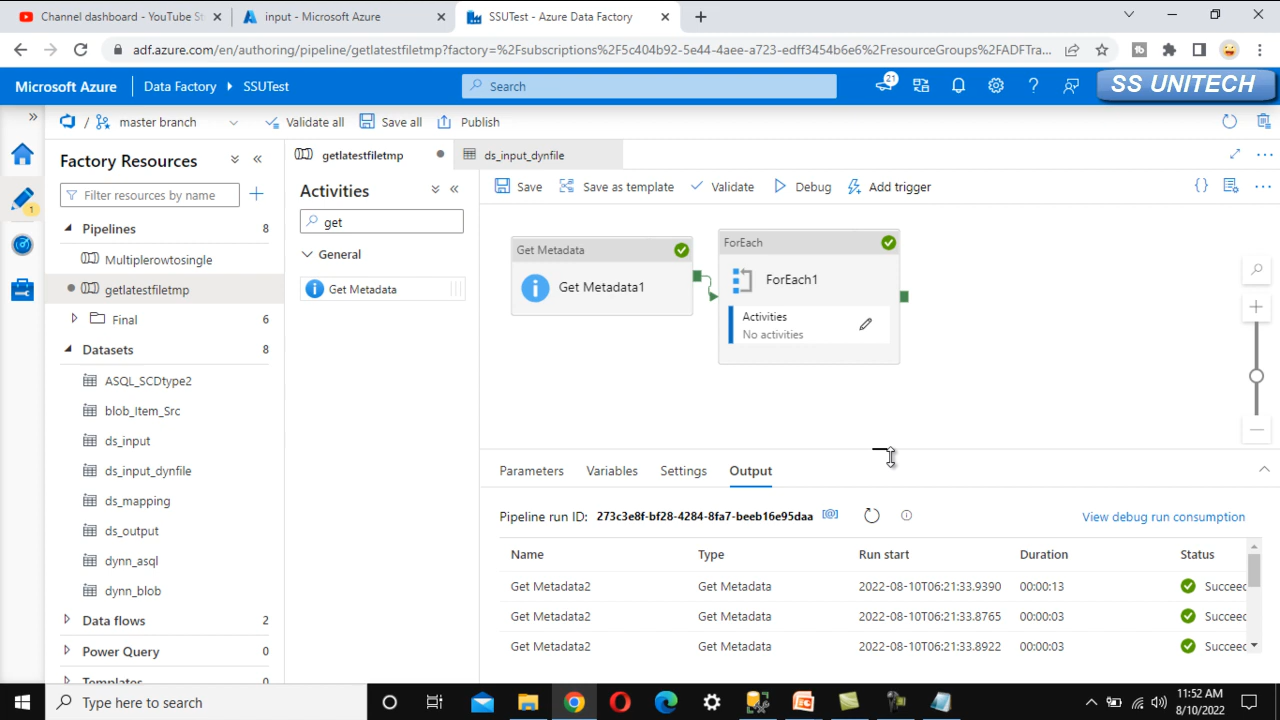 Channel dashboard - YouTube St
input - Microsoft Azure
SSUTest - Azure Data Factory
adf.azure.com/en/authoring/pipeline/getlatestfiletmp?factory=%2Fsubscriptions%2F5c404b92-5e44-4aee-a723-edff3454b6e6%2FresourceGroups%2FADFTra...
Microsoft Azure
Data Factory
SSUTest
Search
21
SS UNITECH
/ master branch
Validate all
Save all
Publish
Factory Resources
Filter resources by name
1
Pipelines 8
Multiplerowtosingle
getlatestfiletmp
Final 6
Datasets 8
ASQL_SCDtype2
blob_Item_Src
ds_input
ds_input_dynfile
ds_mapping
ds_output
dynn_asql
dynn_blob
Data flows 2
Power Query 0
Templates
getlatestfiletmp
ds_input_dynfile
Activities
get
General
Get Metadata
Save
Save as template
Validate
Debug
Add trigger
Get Metadata
Get Metadata1
ForEach
ForEach1
Activities
No activities
Parameters
Variables
Settings
Output
Pipeline run ID: 273c3e8f-bf28-4284-8fa7-beeb16e95daa
View debug run consumption
Name Type Run start Duration Status
Get Metadata2 Get Metadata 2022-08-10T06:21:33.9390 00:00:13 Succeed
Get Metadata2 Get Metadata 2022-08-10T06:21:33.8765 00:00:03 Succeed
Get Metadata2 Get Metadata 2022-08-10T06:21:33.8922 00:00:03 Succeed
Type here to search
11:52 AM
8/10/2022